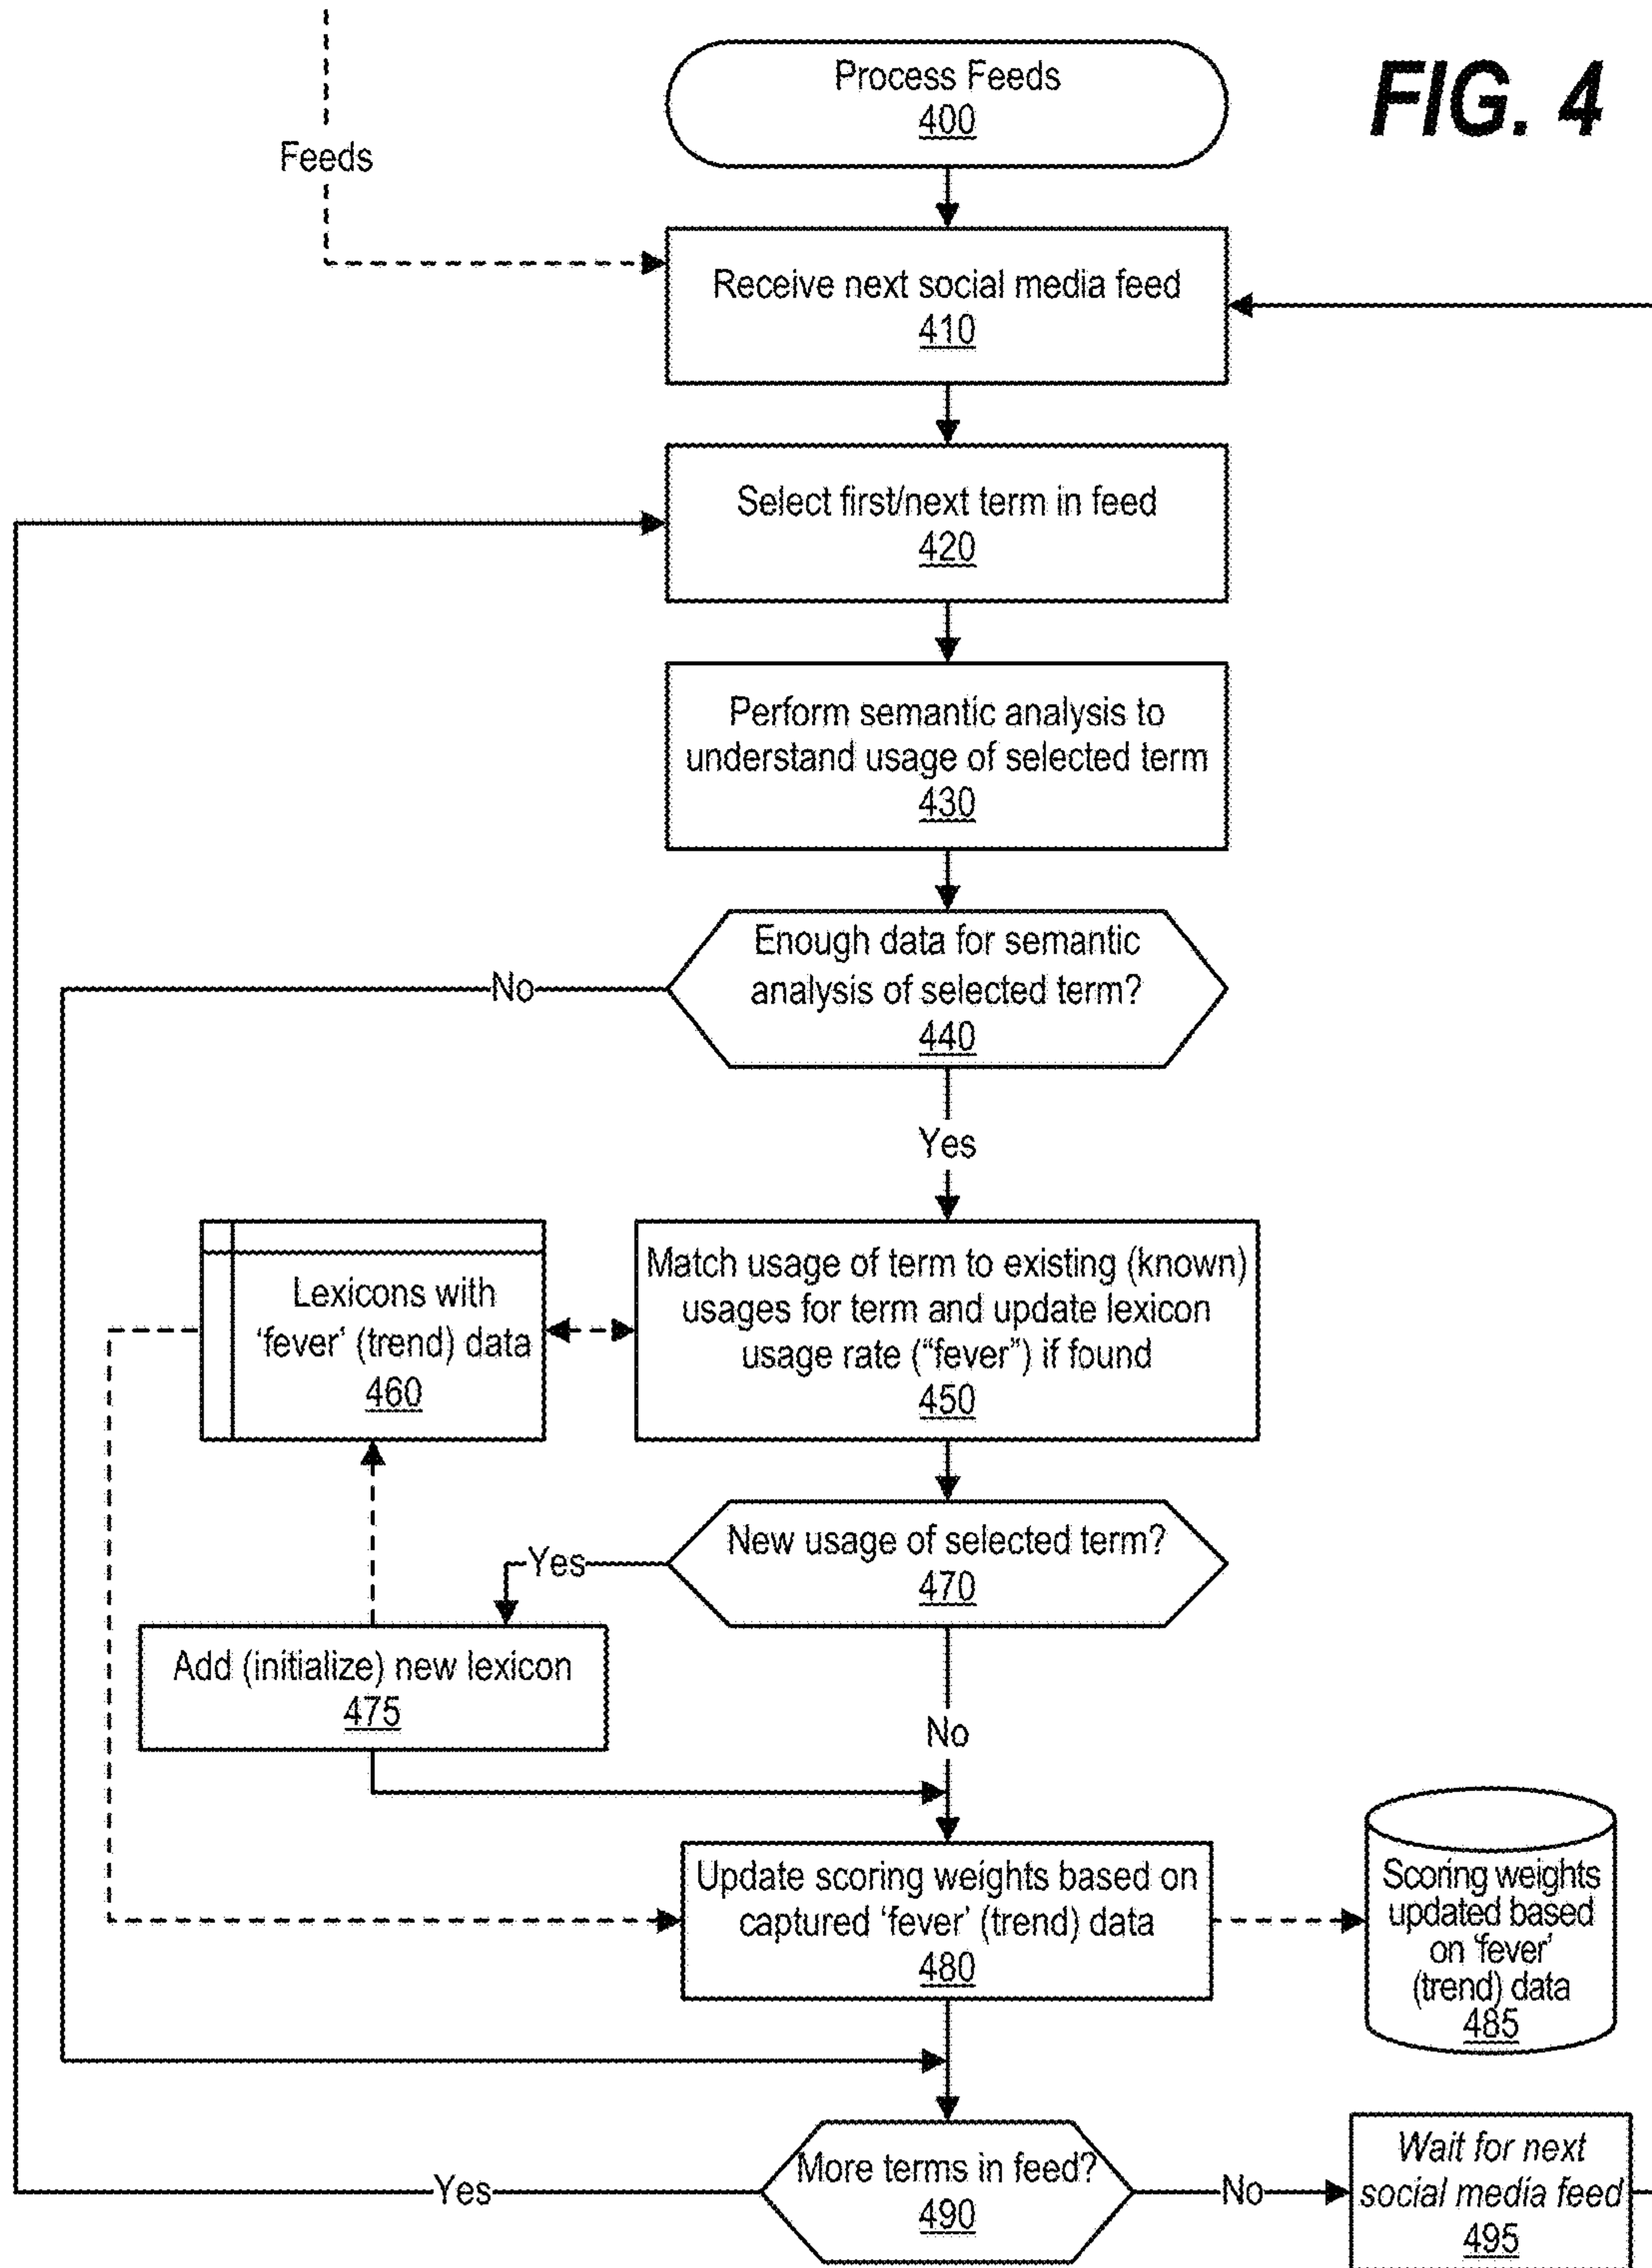 FIG. 4
Process Feeds
400
Feeds
Receive next social media feed
410
Select first/next term in feed
420
Perform semantic analysis to
understand usage of selected term
430
Enough data for semantic
analysis of selected term?
440
No
Yes
Lexicons with
‘fever’ (trend) data
460
Match usage of term to existing (known)
usages for term and update lexicon
usage rate (“fever”) if found
450
New usage of selected term?
470
Yes
Add (initialize) new lexicon
475
No
Update scoring weights based on
captured ‘fever’ (trend) data
480
Scoring weights
updated based
on ‘fever’
(trend) data
485
More terms in feed?
490
Yes
No
Wait for next
social media feed
495